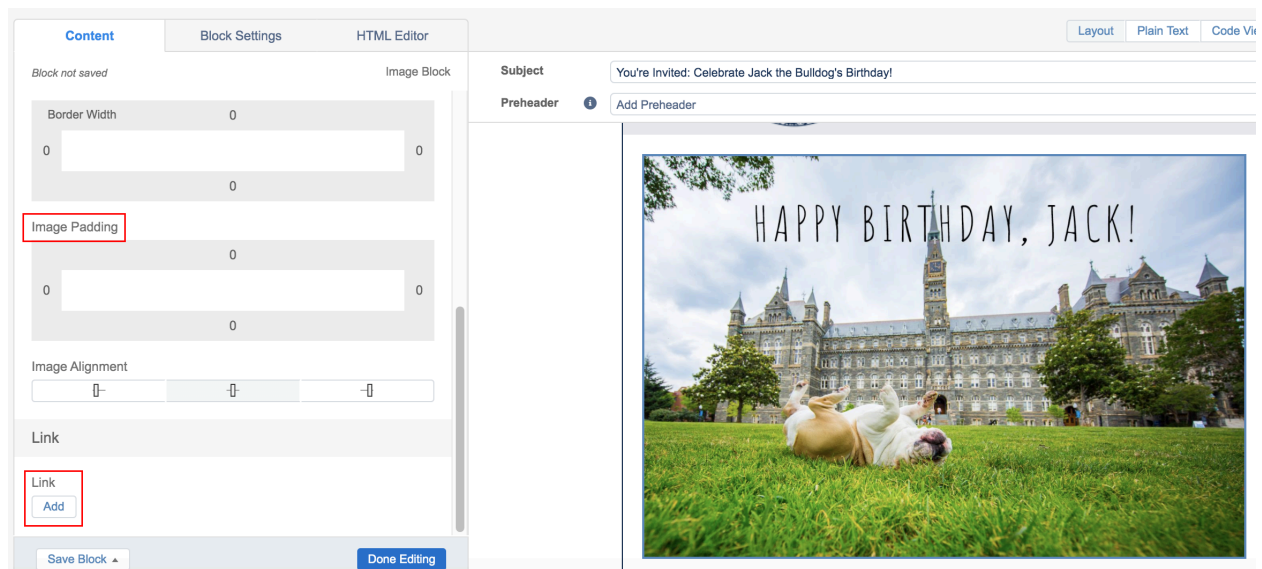 Content Block Settings HTML Editor
Block not saved Image Block
Border Width 0
0 0
0
Image Padding
0
0 0
0
Image Alignment
Link
Link
Add
Save Block Done Editing
Layout Plain Text
Code Vie
Subject You're Invited: Celebrate Jack the Bulldog's Birthday!
Preheader Add Preheader
HAPPY BIRTHDAY, JACK!